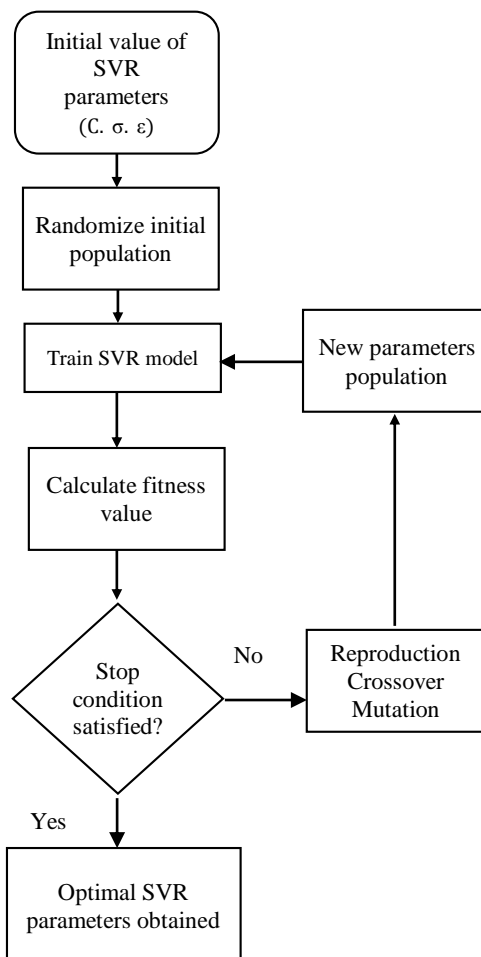 Initial value of
SVR
parameters
(C. σ. ε)
Randomize initial
population
Train SVR model
New parameters
population
Calculate fitness
value
Stop
condition
satisfied?
No
Reproduction
Crossover
Mutation
Yes
Optimal SVR
parameters obtained